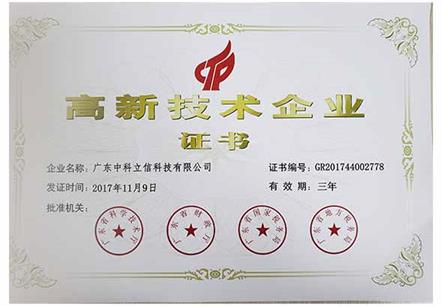 CTP
高新技术企业
证书
企业名称：广东中科立信科技有限公司 证书编号：GR201744002778
发证时间：2017年11月9日 有效期：三年
批准机关：
广东省科学技术厅 广东省财政厅 广东省国家税务局 广东省地方税务局